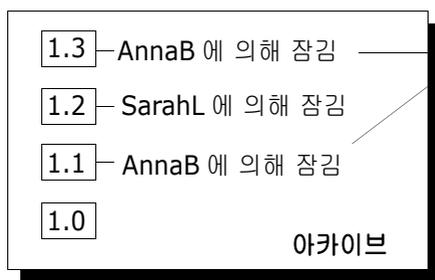 1.3 AnnaB 에 의해 잠김
1.2 SarahL 에 의해 잠김
1.1 AnnaB 에 의해 잠김
1.0
아카이브